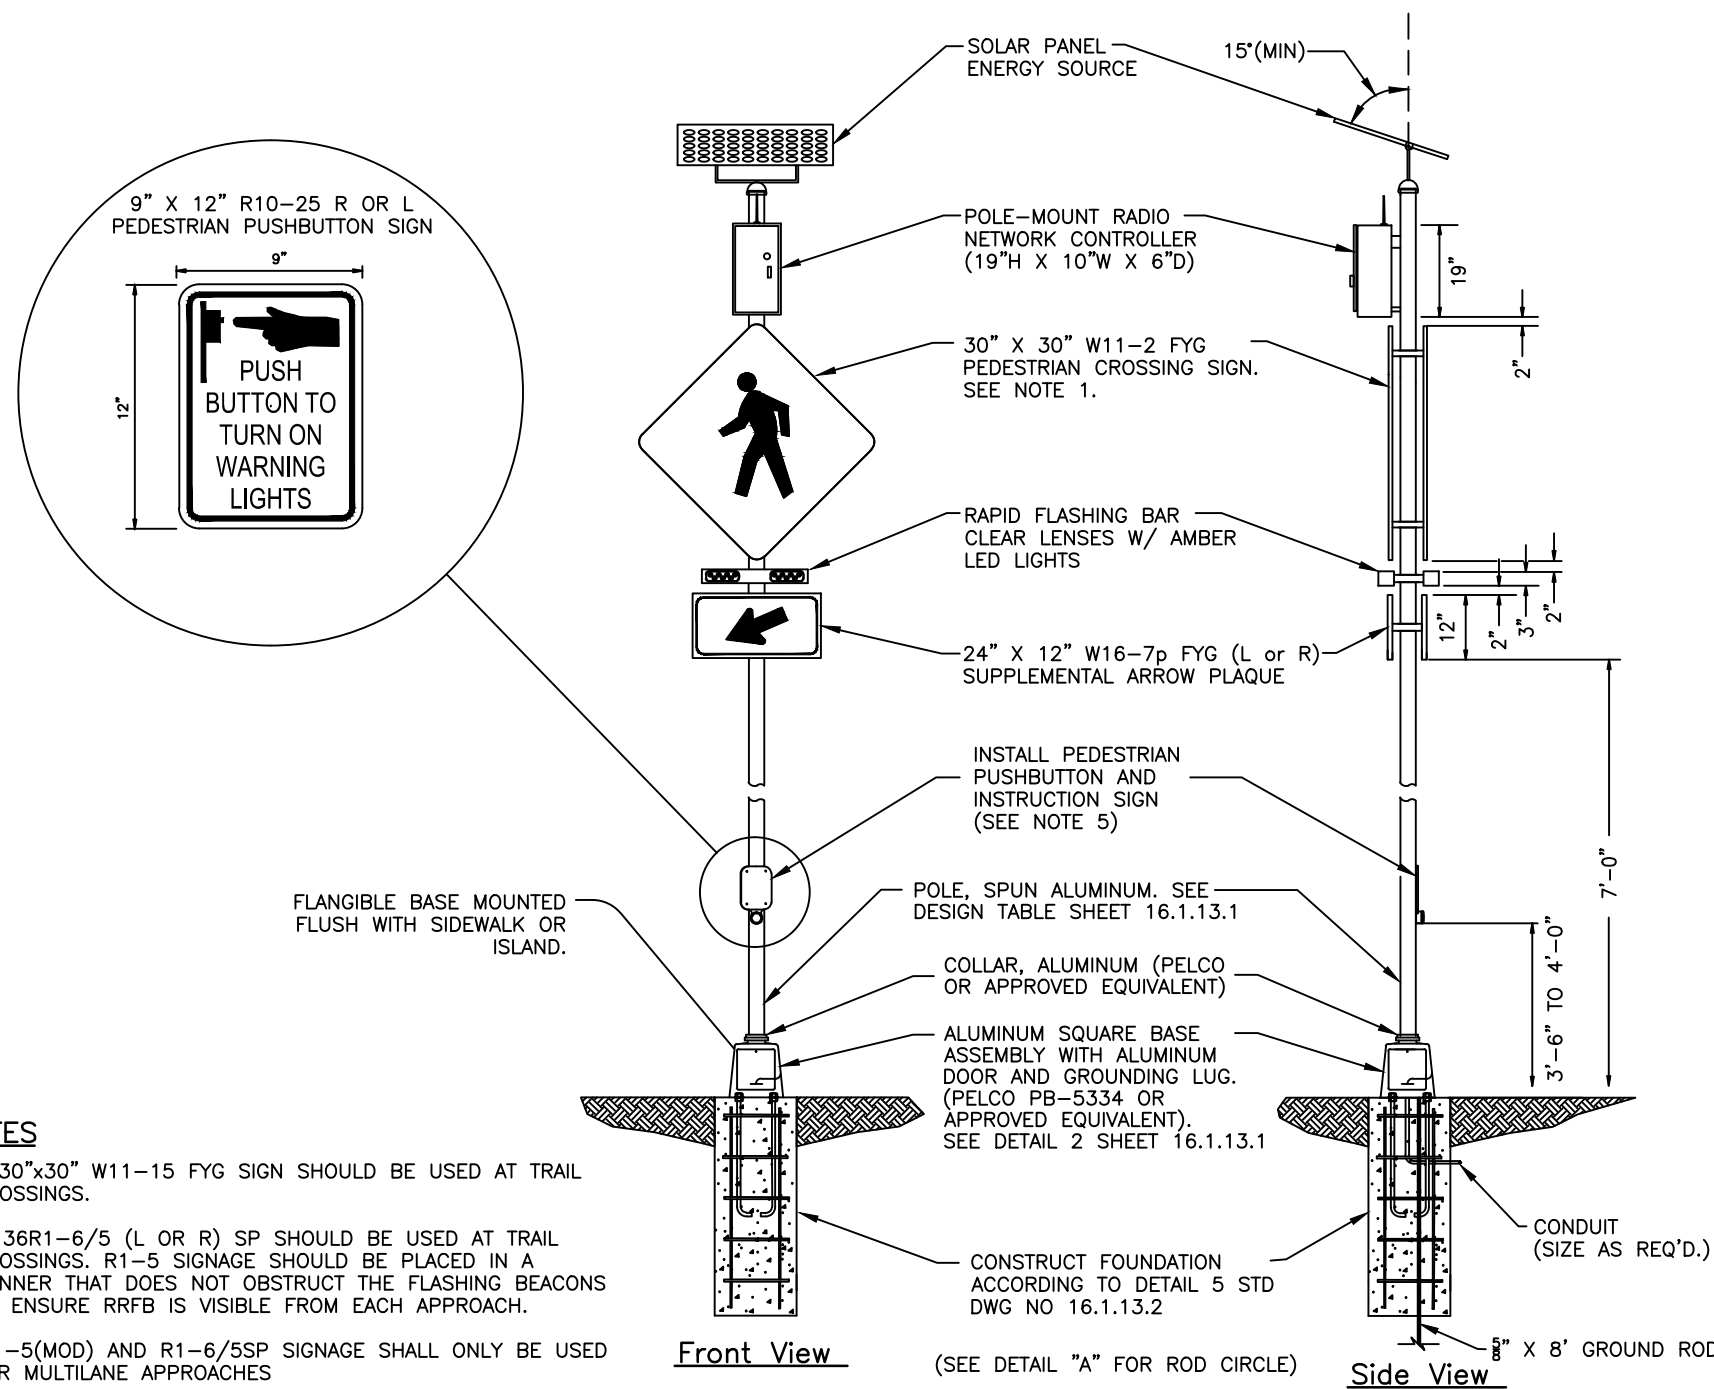 SOLAR PANEL
ENERGY SOURCE
15°(MIN)
9” X 12” R10-25 R OR L
PEDESTRIAN PUSHBUTTON SIGN
9”
12”
PUSH
BUTTON TO
TURN ON
WARNING
LIGHTS
POLE-MOUNT RADIO
NETWORK CONTROLLER
(19”H X 10”W X 6”D)
19”
2”
30” X 30” W11-2 FYG
PEDESTRIAN CROSSING SIGN.
SEE NOTE 1.
RAPID FLASHING BAR
CLEAR LENSES W/ AMBER
LED LIGHTS
12”
2”
3”
2”
24” X 12” W16-7p FYG (L or R)
SUPPLEMENTAL ARROW PLAQUE
INSTALL PEDESTRIAN
PUSHBUTTON AND
INSTRUCTION SIGN
(SEE NOTE 5)
7’-0”
3’-6” TO 4’-0”
FLANGIBLE BASE MOUNTED
FLUSH WITH SIDEWALK OR
ISLAND.
POLE, SPUN ALUMINUM. SEE
DESIGN TABLE SHEET 16.1.13.1
COLLAR, ALUMINUM (PELCO
OR APPROVED EQUIVALENT)
ALUMINUM SQUARE BASE
ASSEMBLY WITH ALUMINUM
DOOR AND GROUNDING LUG.
(PELCO PB-5334 OR
APPROVED EQUIVALENT).
SEE DETAIL 2 SHEET 16.1.13.1
CONDUIT
(SIZE AS REQ’D.)
CONSTRUCT FOUNDATION
ACCORDING TO DETAIL 5 STD
DWG NO 16.1.13.2
5/8” X 8’ GROUND ROD
(SEE DETAIL ”A” FOR ROD CIRCLE)
Front View
Side View
TES
30”x30” W11-15 FYG SIGN SHOULD BE USED AT TRAIL
OSSINGS.
36R1-6/5 (L OR R) SP SHOULD BE USED AT TRAIL
OSSINGS. R1-5 SIGNAGE SHOULD BE PLACED IN A
NNER THAT DOES NOT OBSTRUCT THE FLASHING BEACONS
ENSURE RRFB IS VISIBLE FROM EACH APPROACH.
-5(MOD) AND R1-6/5SP SIGNAGE SHALL ONLY BE USED
R MULTILANE APPROACHES